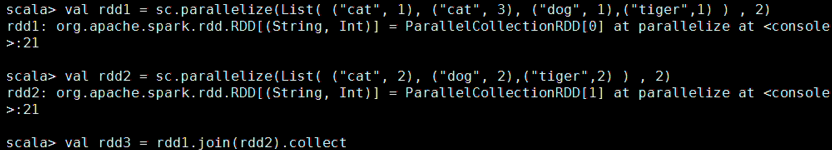 scala> val rdd1 = sc.parallelize(List( ("cat", 1), ("cat", 3), ("dog", 1),("tiger",1) ) , 2)
rdd1: org.apache.spark.rdd.RDD[(String, Int)] = ParallelCollectionRDD[0] at parallelize at <console
>:21
scala> val rdd2 = sc.parallelize(List( ("cat", 2), ("dog", 2),("tiger",2) ) , 2)
rdd2: org.apache.spark.rdd.RDD[(String, Int)] = ParallelCollectionRDD[1] at parallelize at <console
>:21
scala> val rdd3 = rdd1.join(rdd2).collect